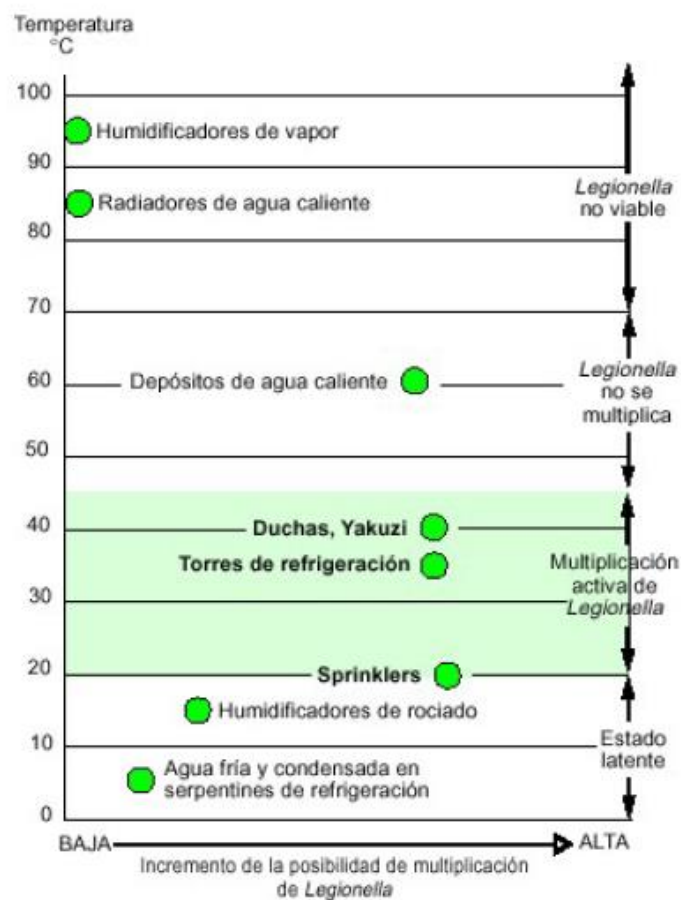 Temperatura
°C
100
Humidificadores de vapor
90
Radiadores de agua caliente
Legionella
no viable
80
70
Depósitos de agua caliente
60
Legionella
no se
multiplica
50
40
Duchas, Yakuzi
Torres de refrigeración
Multiplicación
activa de
Legionella
30
20
Sprinklers
Humidificadores de rociado
10
Estado
latente
Agua fría y condensada en
serpentines de refrigeración
0
BAJA
ALTA
Incremento de la posibilidad de multiplicación
de Legionella